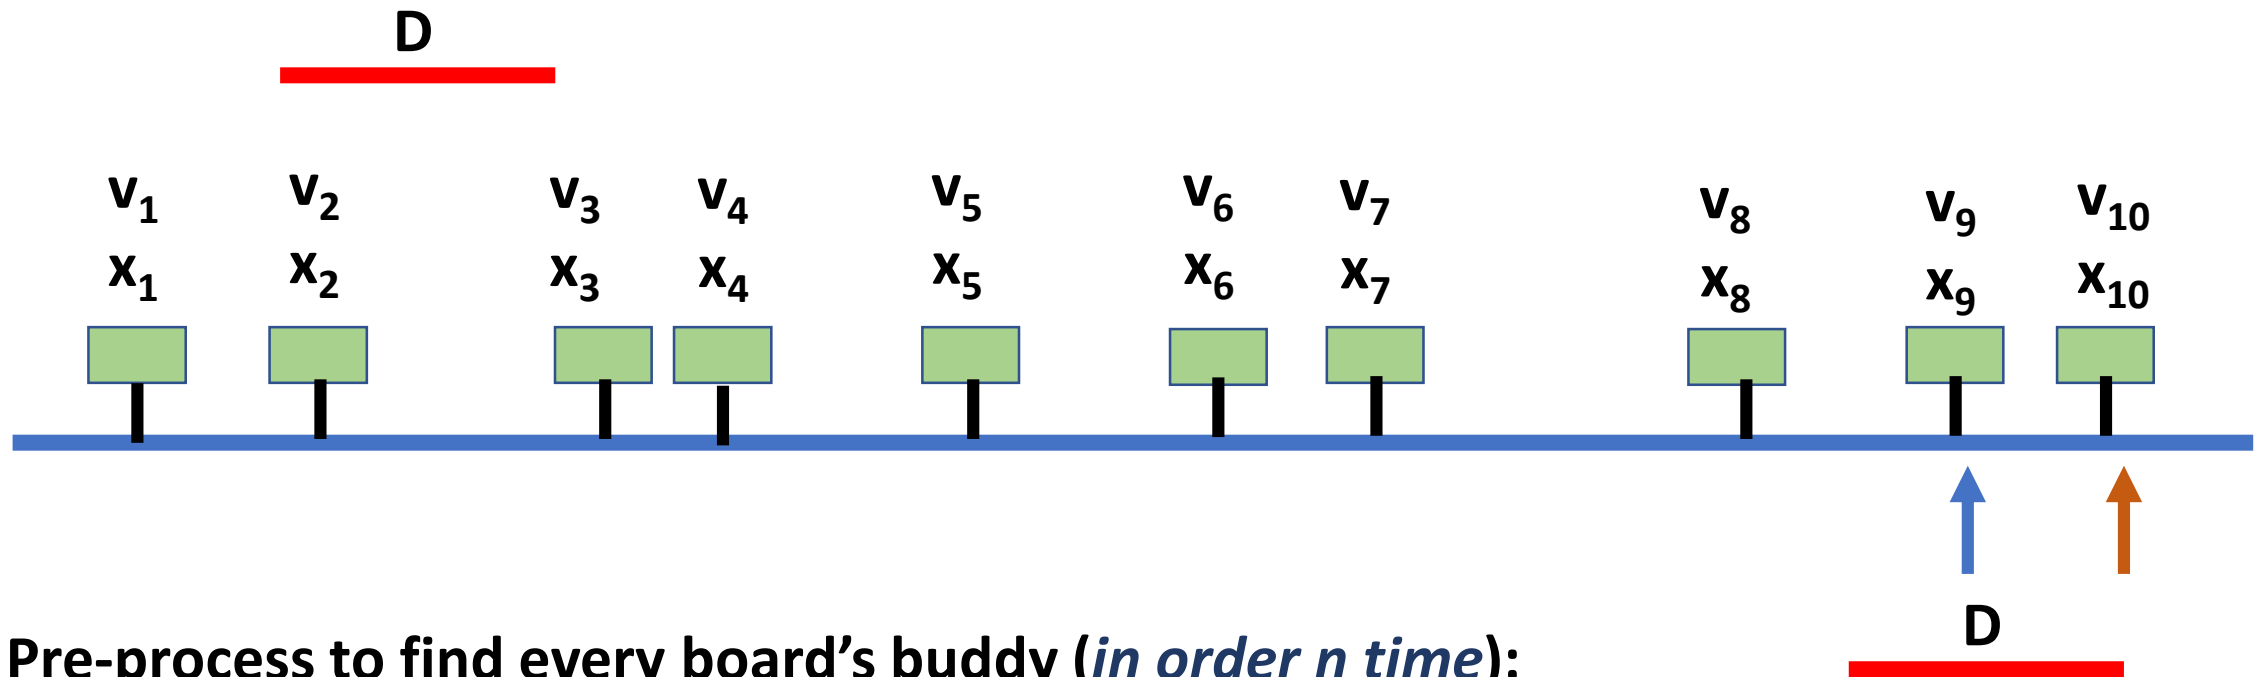 D
v₁ v₂ v₃ v₄ v₅ v₆ v₇ v₈ v₉ v₁₀
x₁ x₂ x₃ x₄ x₅ x₆ x₇ x₈ x₉ x₁₀
D
Pre-process to find every board’s buddy (in order n time):